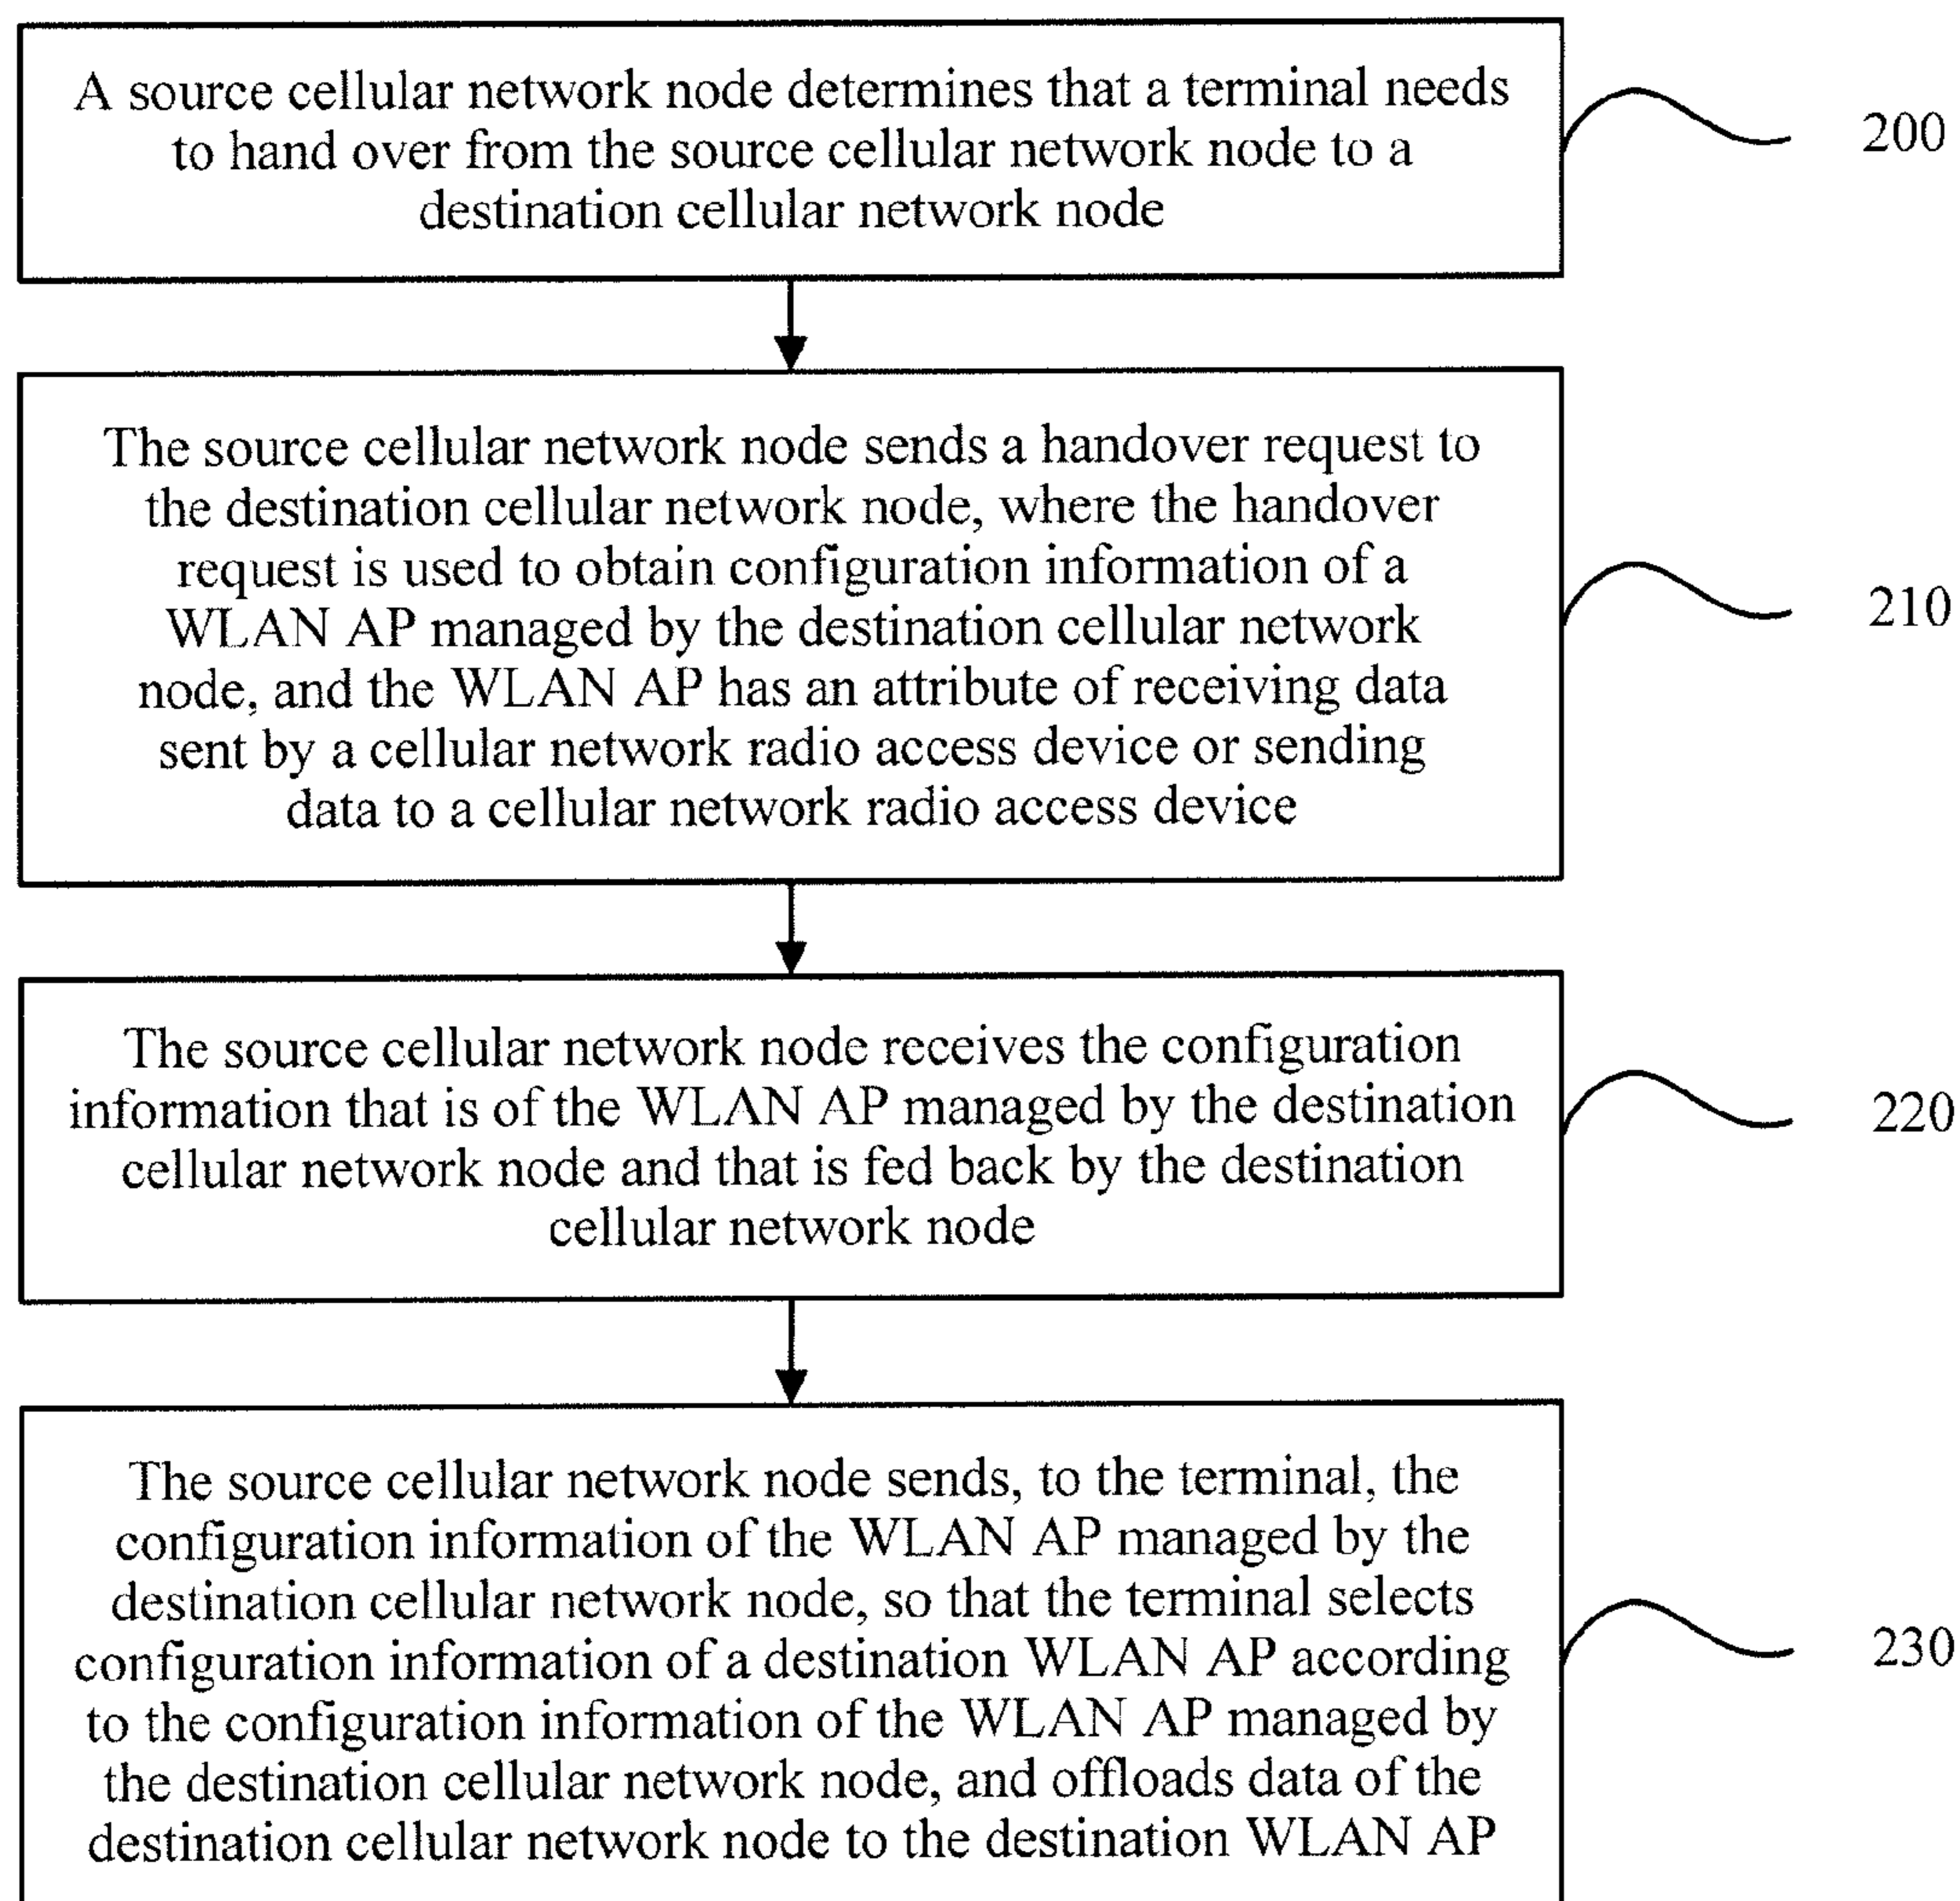 A source cellular network node determines that a terminal needs
to hand over from the source cellular network node to a
destination cellular network node
200
The source cellular network node sends a handover request to
the destination cellular network node, where the handover
request is used to obtain configuration information of a
WLAN AP managed by the destination cellular network
node, and the WLAN AP has an attribute of receiving data
sent by a cellular network radio access device or sending
data to a cellular network radio access device
210
The source cellular network node receives the configuration
information that is of the WLAN AP managed by the destination
cellular network node and that is fed back by the destination
cellular network node
220
The source cellular network node sends, to the terminal, the
configuration information of the WLAN AP managed by the
destination cellular network node, so that the terminal selects
configuration information of a destination WLAN AP according
to the configuration information of the WLAN AP managed by
the destination cellular network node, and offloads data of the
destination cellular network node to the destination WLAN AP
230